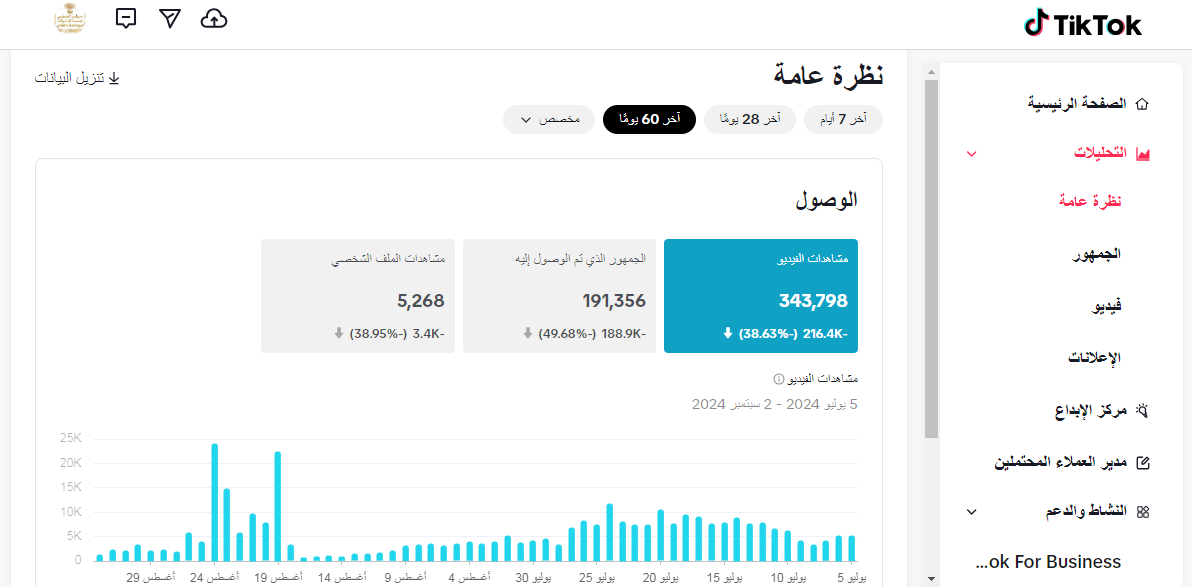 TikTok
الصفحة الرئيسية
التحليلات
نظرة عامة
الجمهور
فيديو
الإعلانات
مركز الإبداع
مدير العملاء المحتملين
النشاط والدعم
...ok For Business
نظرة عامة
تنزيل البيانات
آخر 7 أيام
آخر 28 يومًا
آخر 60 يومًا
مخصص
الوصول
مشاهدات الفيديو
343,798
-216.4K (-38.63%)
الجمهور الذي تم الوصول إليه
191,356
-188.9K (-49.68%)
مشاهدات الملف الشخصي
5,268
-3.4K (-38.95%)
مشاهدات الفيديو
5 يوليو 2024 - 2 سبتمبر 2024
25K
20K
15K
10K
5K
0
يوليو 5
يوليو 10
يوليو 15
يوليو 20
يوليو 25
يوليو 30
أغسطس 4
أغسطس 9
أغسطس 14
أغسطس 19
أغسطس 24
أغسطس 29